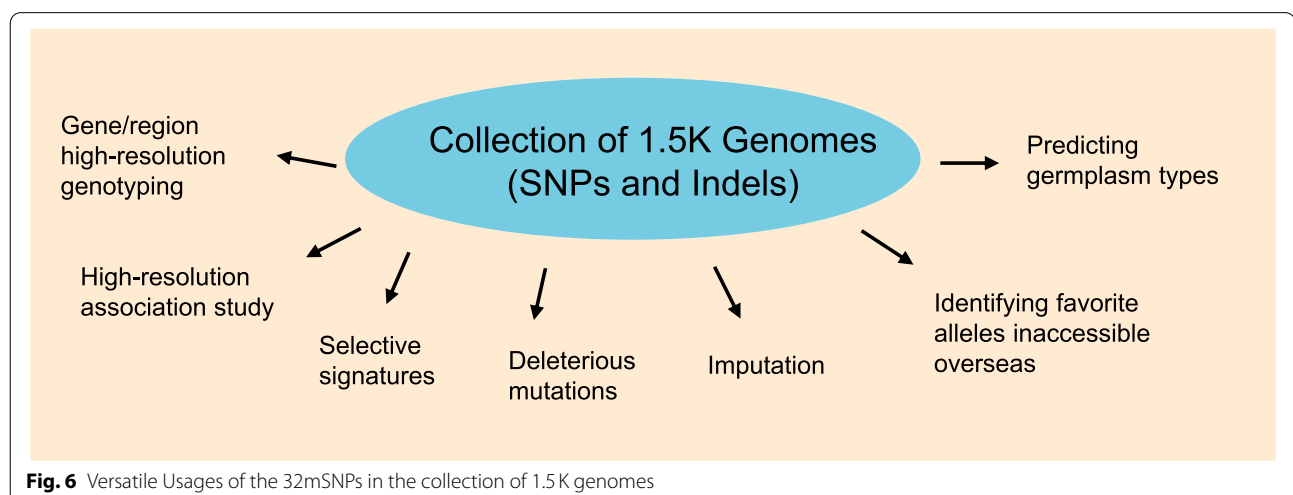 Collection of 1.5K Genomes
(SNPs and Indels)
Gene/region
high-resolution
genotyping
High-resolution
association study
Selective
signatures
Deleterious
mutations
Imputation
Identifying favorite
alleles inaccessible
overseas
Predicting
germplasm types
Fig. 6 Versatile Usages of the 32mSNPs in the collection of 1.5 K genomes